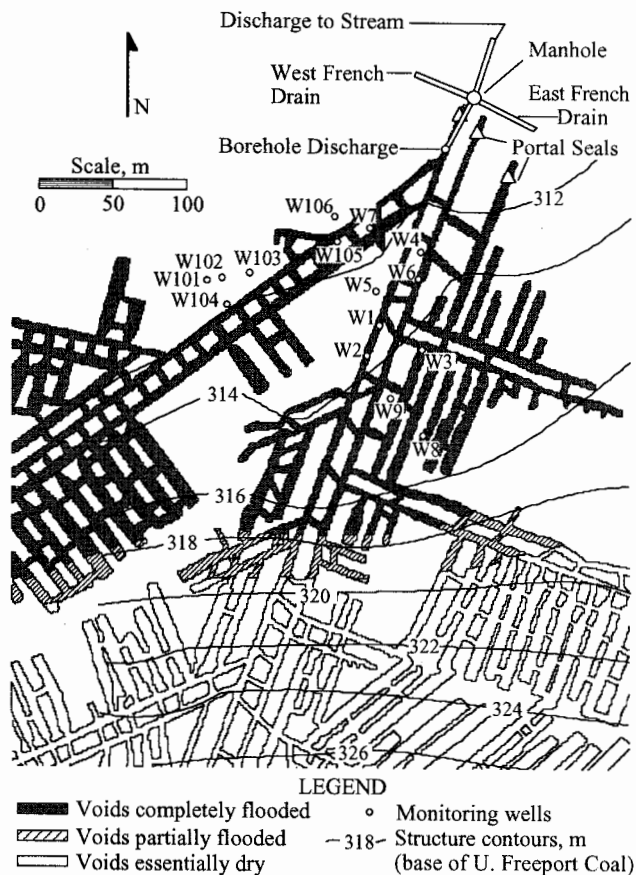 Discharge to Stream
Manhole
West French
Drain
East French
Drain
N
Borehole Discharge
Portal Seals
Scale, m
0 50 100
312
W106
W7
W105
W4
W103
W102
W101
W104
W6
W5
W1
W2
W3
314
W9
W8
316
318
320
322
324
326
LEGEND
Voids completely flooded
Monitoring wells
Voids partially flooded
318 Structure contours, m
Voids essentially dry
(base of U. Freeport Coal)